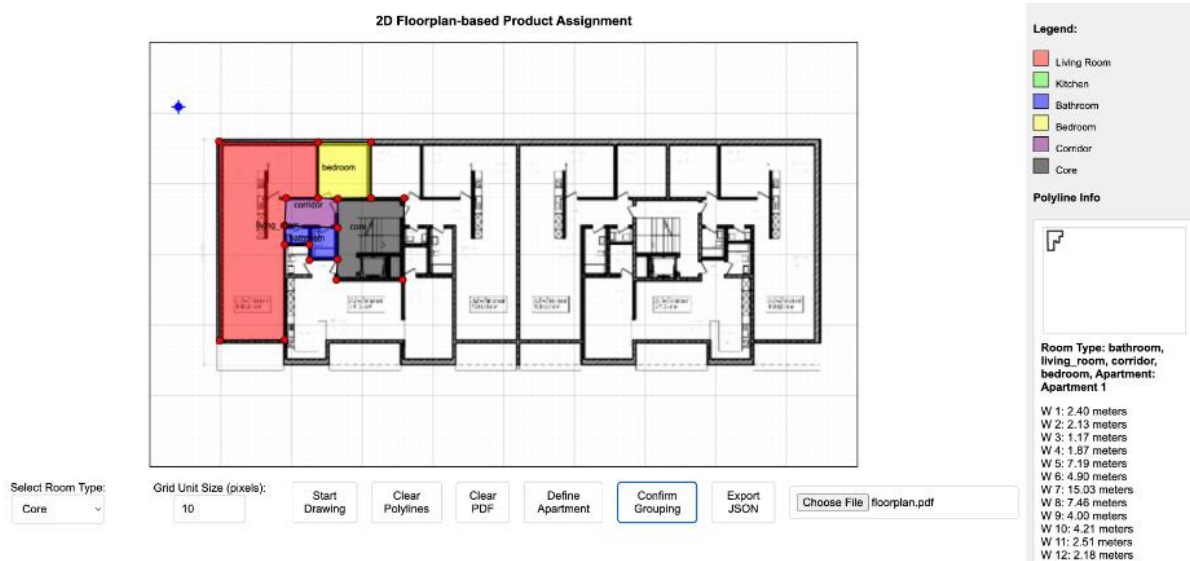 2D Floorplan-based Product Assignment
bedroom
corridor
core
bathroom
Select Room Type:
Core
Grid Unit Size (pixels):
10
Start
Drawing
Clear
Polylines
Clear
PDF
Define
Apartment
Confirm
Grouping
Export
JSON
Choose File floorplan.pdf
Legend:
Living Room
Kitchen
Bathroom
Bedroom
Corridor
Core
Polyline Info
Room Type: bathroom,
living_room, corridor,
bedroom, Apartment:
Apartment 1
W 1: 2.40 meters
W 2: 2.13 meters
W 3: 1.17 meters
W 4: 1.87 meters
W 5: 7.19 meters
W 6: 4.90 meters
W 7: 15.03 meters
W 8: 7.46 meters
W 9: 4.00 meters
W 10: 4.21 meters
W 11: 2.51 meters
W 12: 2.18 meters